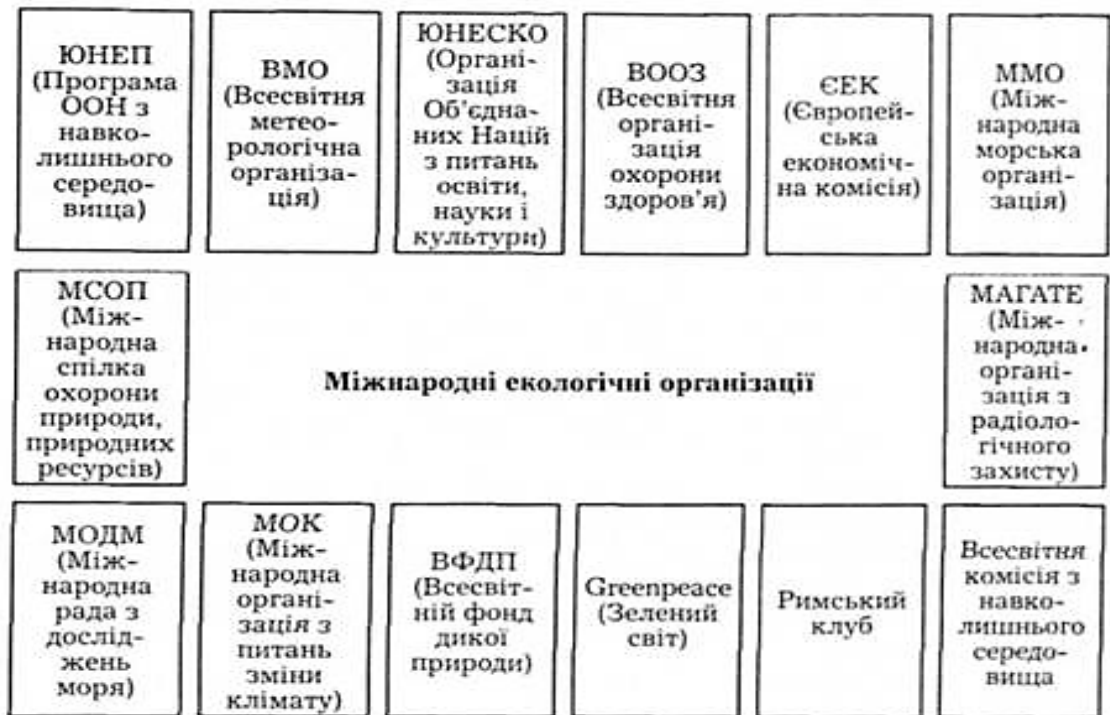 ЮНЕП
(Програма
ООН з
навко-
лишнього
середо-
вища)
ВМО
(Всесвітня
метео-
рологічна
організа-
ція)
ЮНЕСКО
(Органі-
зація
Об’єдна-
них Націй
з питань
освіти,
науки і
культури)
ВООЗ
(Всесвітня
органі-
зація
охорони
здоров’я)
ЄЕК
(Європей-
ська
економіч-
на комісія)
ММО
(Між-
народна
морська
органі-
зація)
МСОП
(Між-
народна
спілка
охорони
природи,
природних
ресурсів)
Міжнародні екологічні організації
МАГАТЕ
(Між-
народна
органі-
зація з
радіоло-
гічного
захисту)
МОДМ
(Між-
народна
рада з
дослід-
жень
моря)
МОК
(Між-
народна
органі-
зація з
питань
зміни
клімату)
ВФДП
(Всесвіт-
ній фонд
дикої
природи)
Greenpeace
(Зелений
світ)
Римський
клуб
Всесвітня
комісія з
навко-
лишнього
середо-
вища